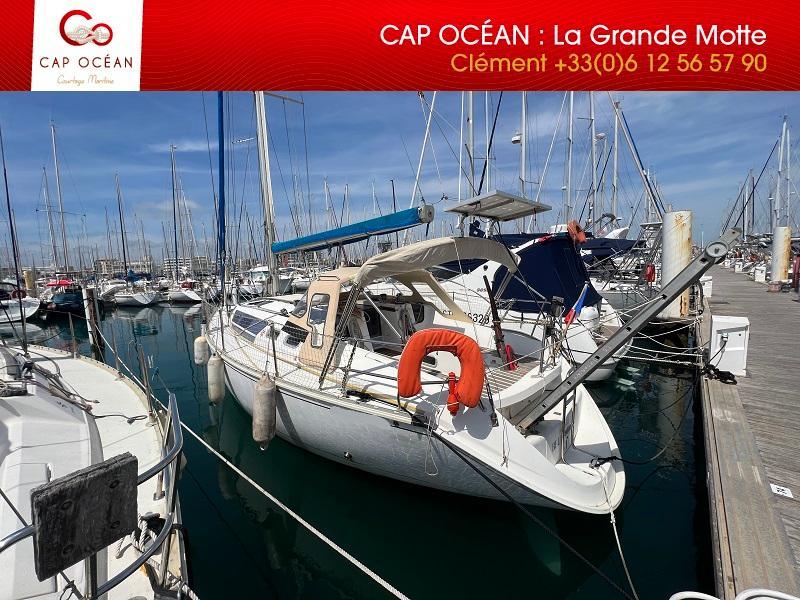 CAP OCÉAN : La Grande Motte
Clément +33(0)6 12 56 57 90
CAP OCÉAN
Courtage Maritime